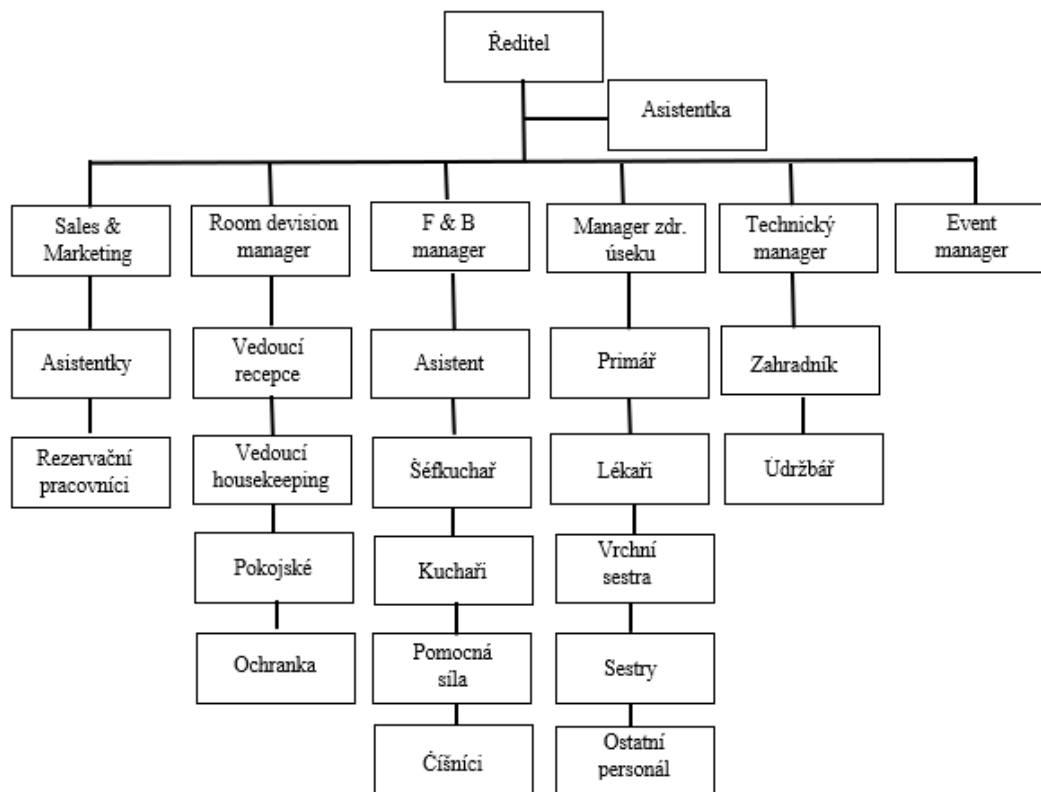 Ředitel
Asistentka
Sales &
Marketing
Room devision
manager
F & B
manager
Manager zdr.
úseku
Technický
manager
Event
manager
Asistentky
Vedoucí
recepce
Asistent
Primář
Zahradník
Rezervační
pracovníci
Vedoucí
housekeeping
Šéfkuchař
Lékaři
Údržbář
Pokojské
Kuchaři
Vrchní
sestra
Ochranka
Pomocná
síla
Sestry
Číšníci
Ostatní
personál